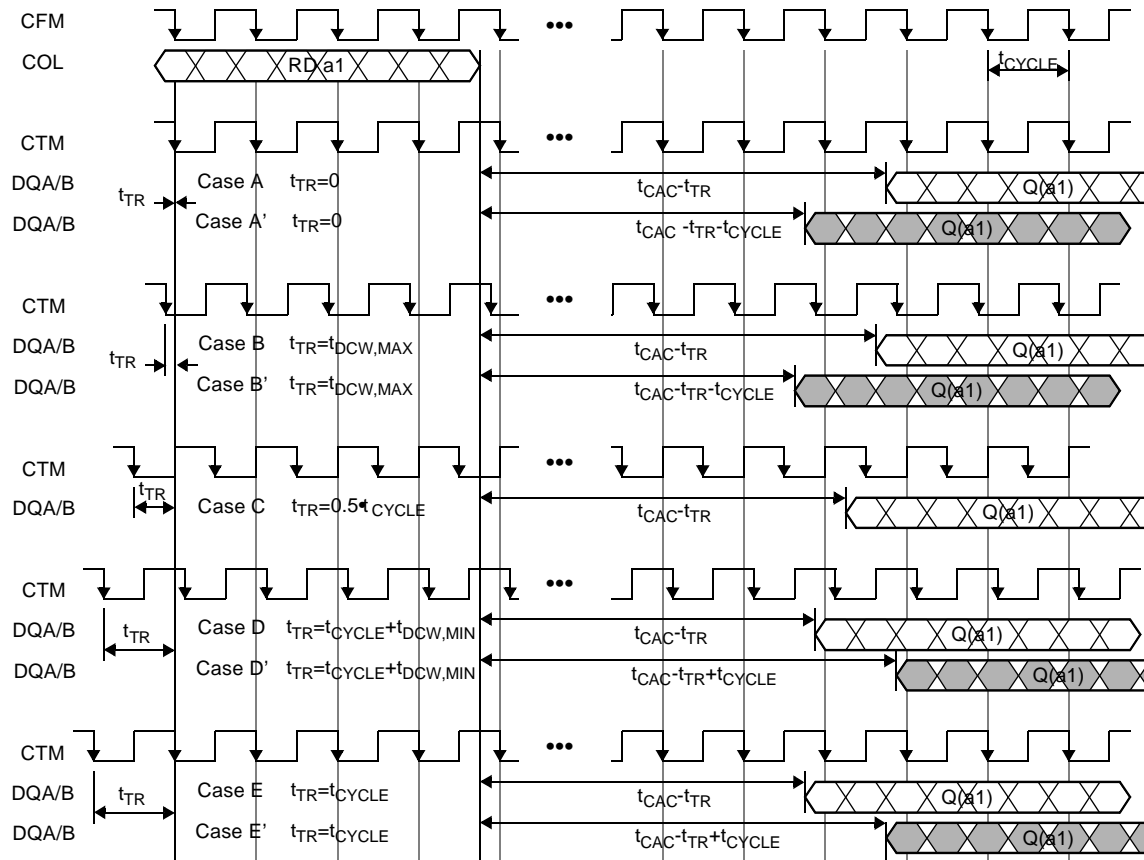 CFM •••
COL RD a1 tCYCLE
CTM •••
DQA/B Case A tTR=0 tCAC-tTR Q(a1)
tTR
DQA/B Case A’ tTR=0 tCAC -tTR-tCYCLE Q(a1)
CTM •••
DQA/B Case B tTR=tDCW,MAX tCAC-tTR Q(a1)
tTR
DQA/B Case B’ tTR=tDCW,MAX tCAC-tTR-tCYCLE Q(a1)
CTM •••
tTR
DQA/B Case C tTR=0.5•tCYCLE tCAC-tTR Q(a1)
CTM •••
DQA/B Case D tTR=tCYCLE+tDCW,MIN tCAC-tTR Q(a1)
tTR
DQA/B Case D’ tTR=tCYCLE+tDCW,MIN tCAC-tTR+tCYCLE Q(a1)
CTM •••
DQA/B Case E tTR=tCYCLE tCAC-tTR Q(a1)
tTR
DQA/B Case E’ tTR=tCYCLE tCAC-tTR+tCYCLE Q(a1)